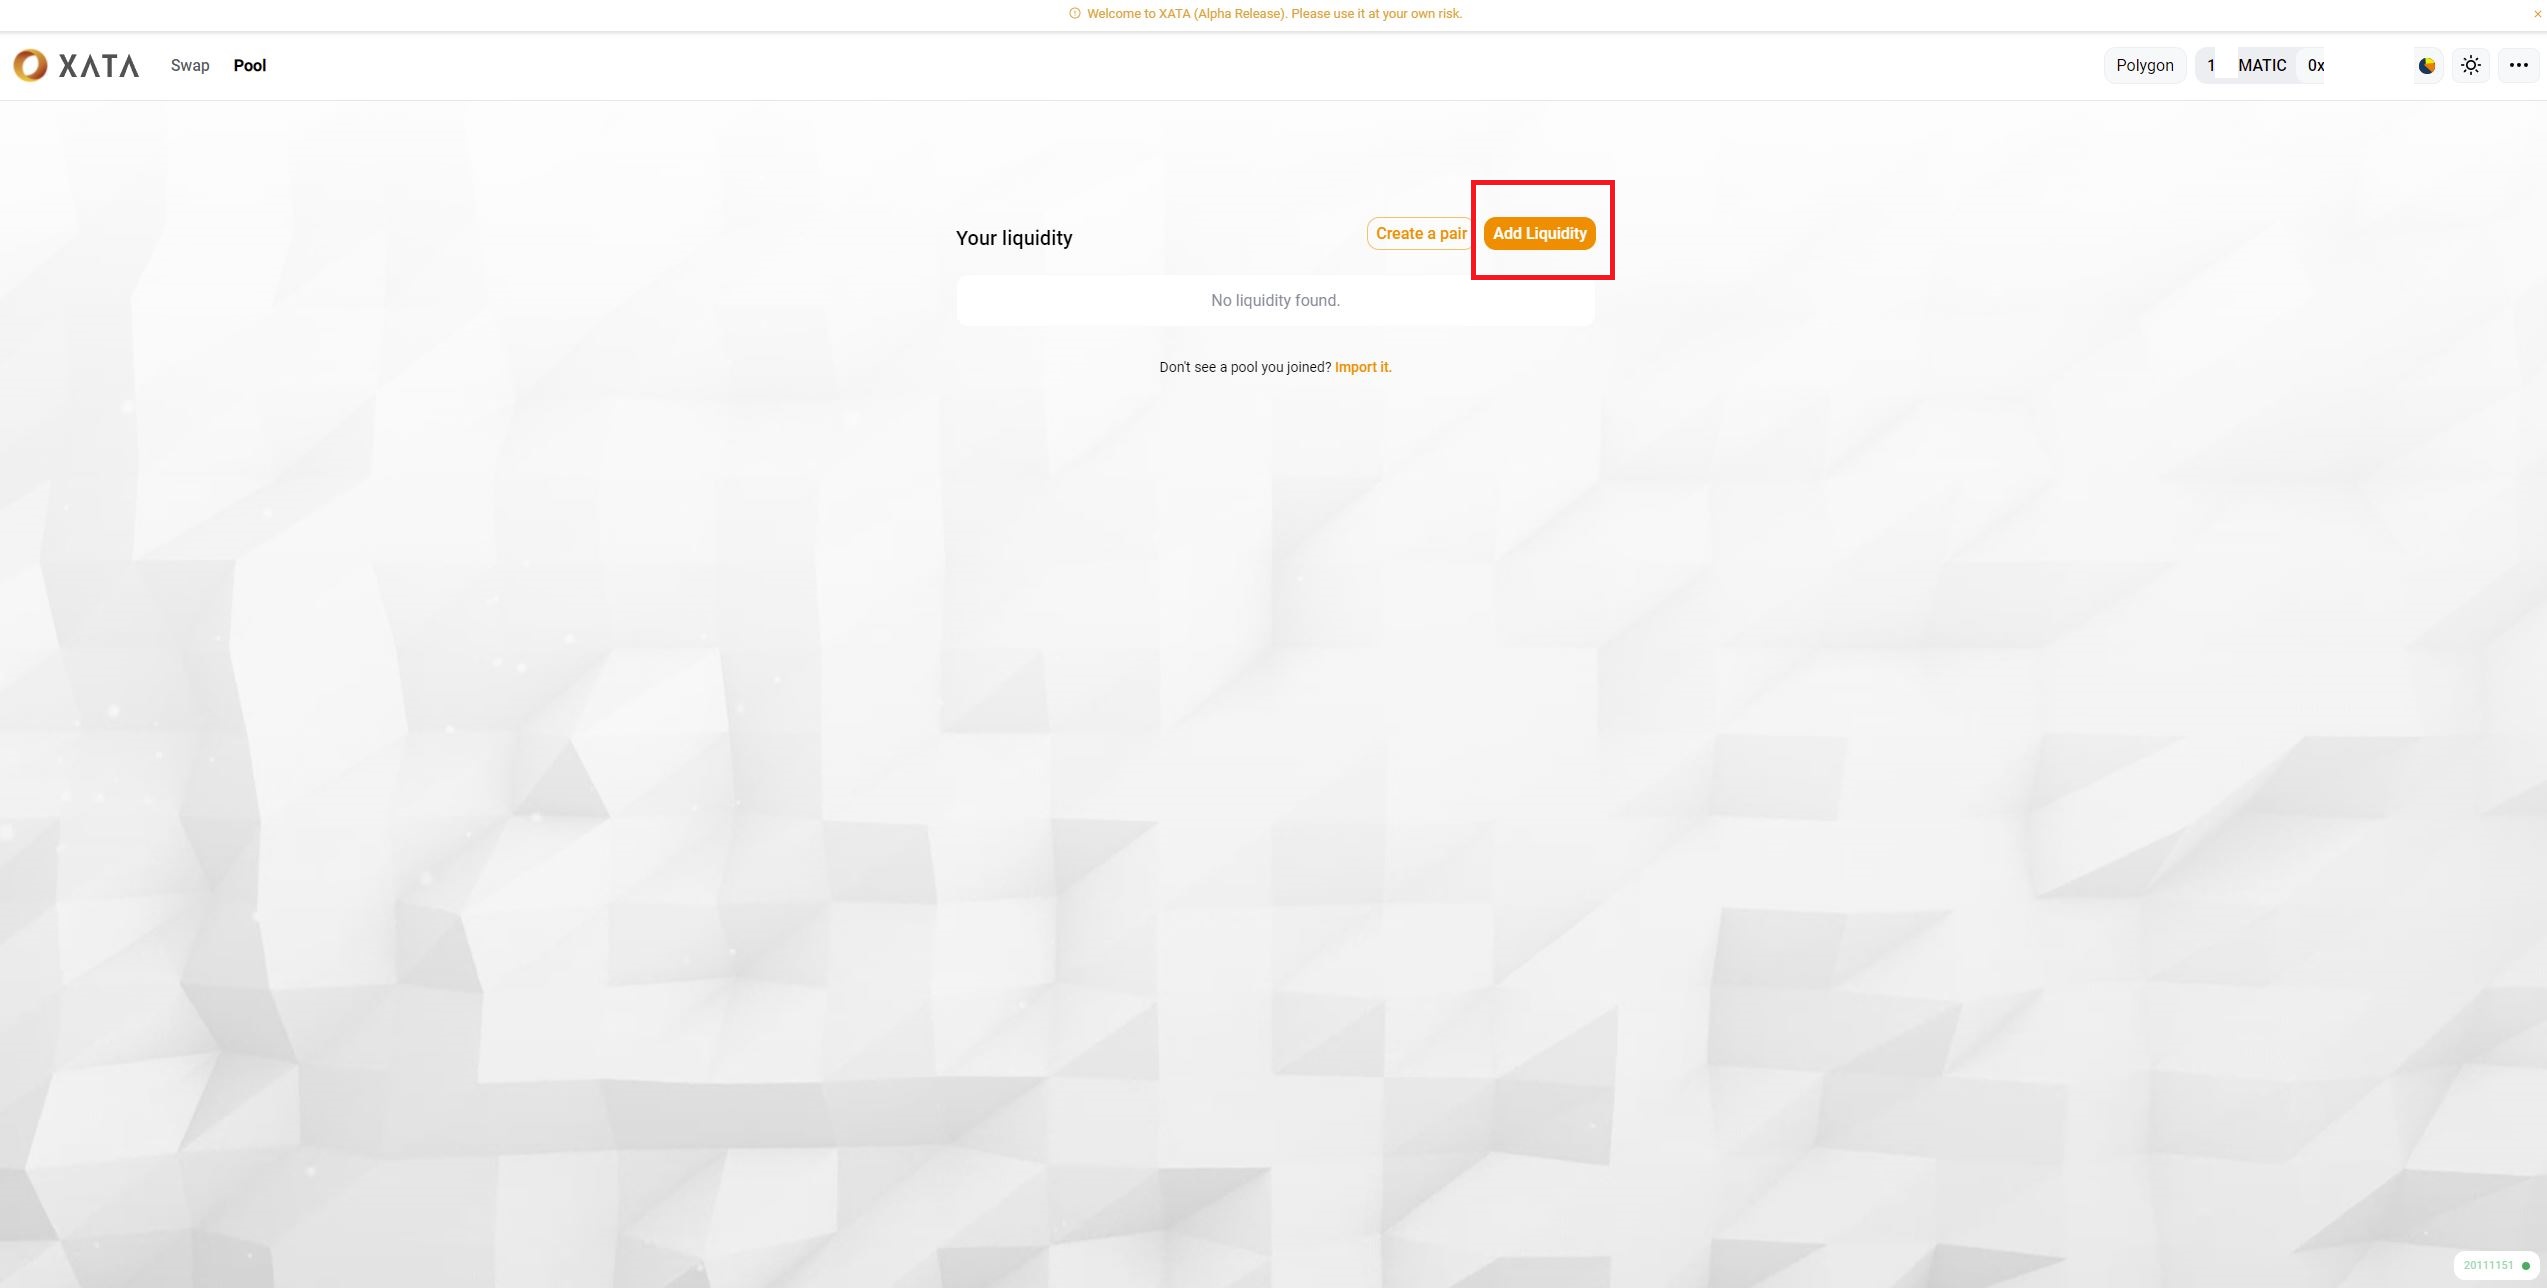 Welcome to XATA (Alpha Release). Please use it at your own risk.
XATA Swap Pool Polygon 1 MATIC 0x
Your liquidity Create a pair Add Liquidity
No liquidity found.
Don't see a pool you joined? Import it.
20111151